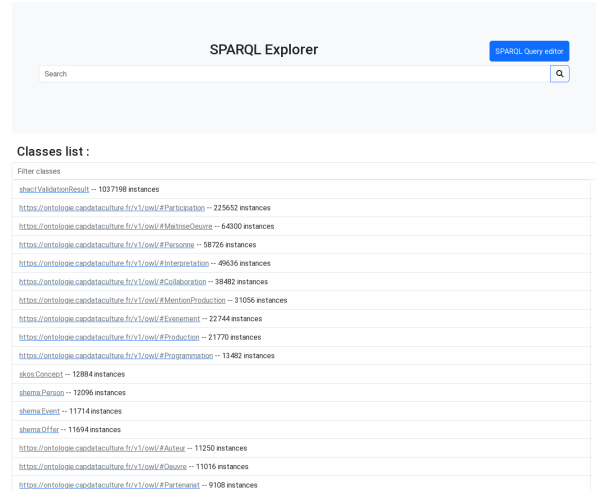 SPARQL Explorer
SPARQL Query editor
Search
Classes list :
Filter classes
shacl:ValidationResult -- 1037198 instances
https://ontologie.capdataculture.fr/v1/owl/#Participation -- 225652 instances
https://ontologie.capdataculture.fr/v1/owl/#MaitriseOeuvre -- 64300 instances
https://ontologie.capdataculture.fr/v1/owl/#Personne -- 58726 instances
https://ontologie.capdataculture.fr/v1/owl/#Interpretation -- 49636 instances
https://ontologie.capdataculture.fr/v1/owl/#Collaboration -- 38482 instances
https://ontologie.capdataculture.fr/v1/owl/#MentionProduction -- 31056 instances
https://ontologie.capdataculture.fr/v1/owl/#Evenement -- 22744 instances
https://ontologie.capdataculture.fr/v1/owl/#Production -- 21770 instances
https://ontologie.capdataculture.fr/v1/owl/#Programmation -- 13482 instances
skos:Concept -- 12884 instances
shema:Person -- 12096 instances
shema:Event -- 11714 instances
shema:Offer -- 11694 instances
https://ontologie.capdataculture.fr/v1/owl/#Auteur -- 11250 instances
https://ontologie.capdataculture.fr/v1/owl/#Oeuvre -- 11016 instances
https://ontologie.capdataculture.fr/v1/owl/#Partenariat -- 9108 instances